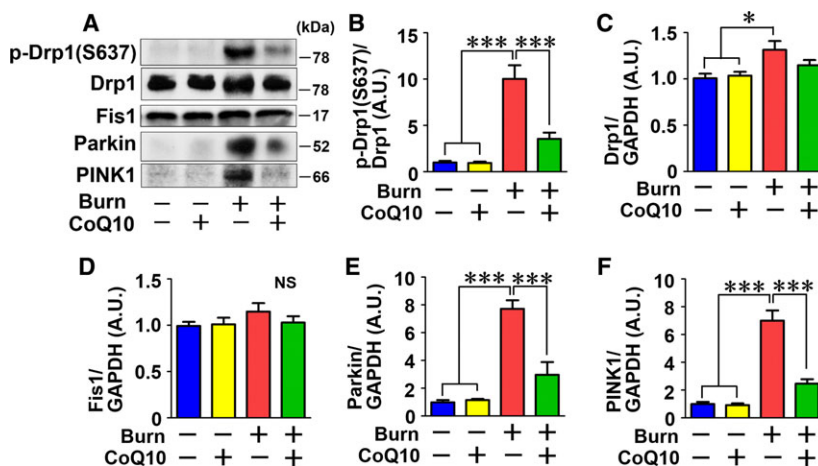 A
(kDa)
p-Drp1(S637) –78
Drp1 –78
Fis1 –17
Parkin –52
PINK1 –66
Burn − − + +
CoQ10 − + − +
B
p-Drp1(S637)/
Drp1 (A.U.)
15
10
5
0
*** ***
Burn − − + +
CoQ10 − + − +
C
Drp1/
GAPDH (A.U.)
1.5
1.0
0.5
0
*
Burn − − + +
CoQ10 − + − +
D
Fis1/
GAPDH (A.U.)
1.5
1.0
0.5
0
NS
Burn − − + +
CoQ10 − + − +
E
Parkin/
GAPDH (A.U.)
10
8
6
4
2
0
*** ***
Burn − − + +
CoQ10 − + − +
F
PINK1/
GAPDH (A.U.)
10
8
6
4
2
0
*** ***
Burn − − + +
CoQ10 − + − +